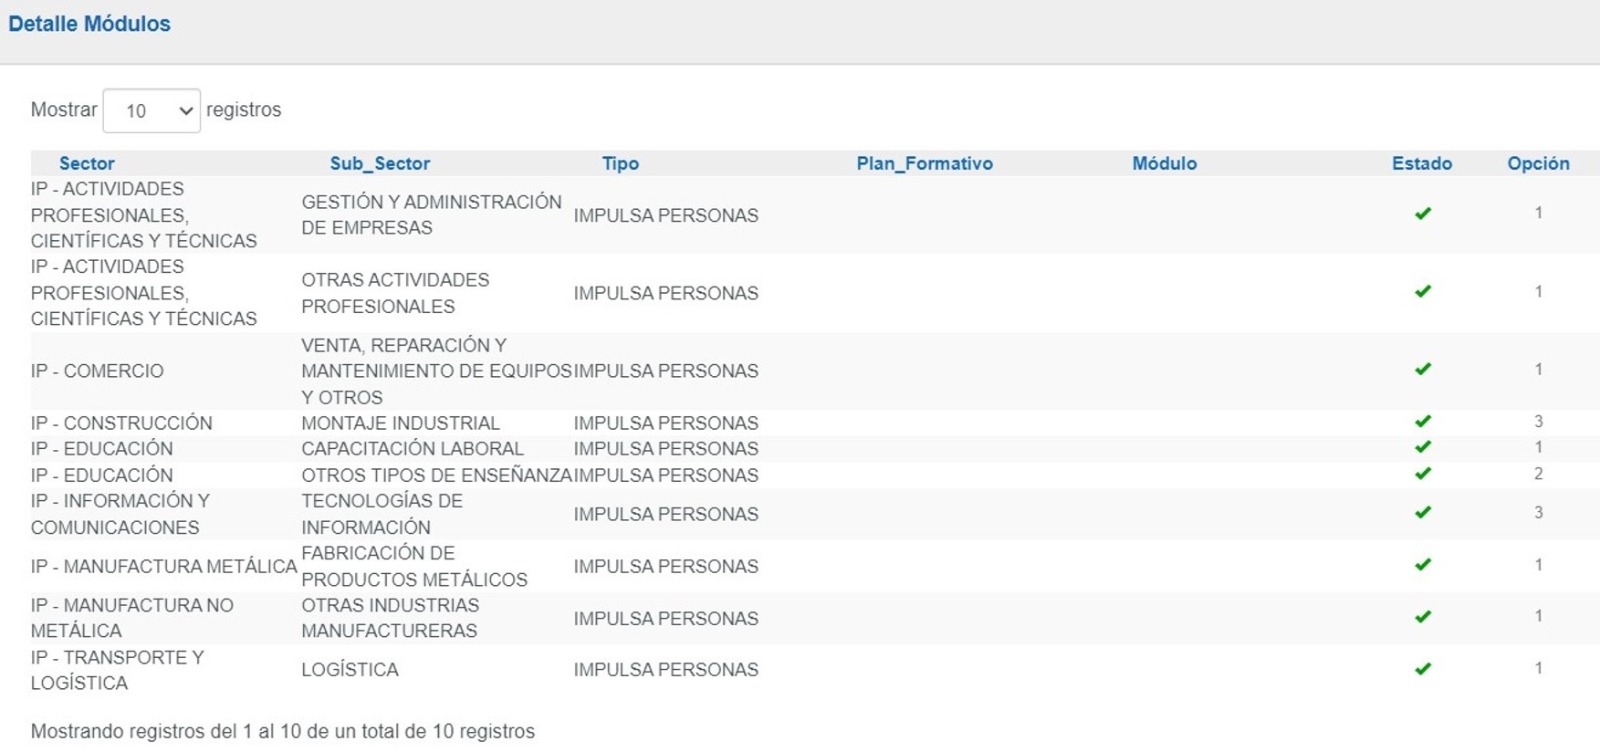 Detalle Módulos
Mostrar 10 registros
Sector Sub_Sector Tipo Plan_Formativo Módulo Estado Opción
IP - ACTIVIDADES
PROFESIONALES,
CIENTÍFICAS Y TÉCNICAS
GESTIÓN Y ADMINISTRACIÓN
DE EMPRESAS
IMPULSA PERSONAS
1
IP - ACTIVIDADES
PROFESIONALES,
CIENTÍFICAS Y TÉCNICAS
OTRAS ACTIVIDADES
PROFESIONALES
IMPULSA PERSONAS
1
IP - COMERCIO
VENTA, REPARACIÓN Y
MANTENIMIENTO DE EQUIPOS
Y OTROS
IMPULSA PERSONAS
1
IP - CONSTRUCCIÓN MONTAJE INDUSTRIAL IMPULSA PERSONAS 3
IP - EDUCACIÓN CAPACITACIÓN LABORAL IMPULSA PERSONAS 1
IP - EDUCACIÓN OTROS TIPOS DE ENSEÑANZA IMPULSA PERSONAS 2
IP - INFORMACIÓN Y
COMUNICACIONES
TECNOLOGÍAS DE
INFORMACIÓN
IMPULSA PERSONAS
3
IP - MANUFACTURA METÁLICA
FABRICACIÓN DE
PRODUCTOS METÁLICOS
IMPULSA PERSONAS
1
IP - MANUFACTURA NO
METÁLICA
OTRAS INDUSTRIAS
MANUFACTURERAS
IMPULSA PERSONAS
1
IP - TRANSPORTE Y
LOGÍSTICA
LOGÍSTICA
IMPULSA PERSONAS
1
Mostrando registros del 1 al 10 de un total de 10 registros